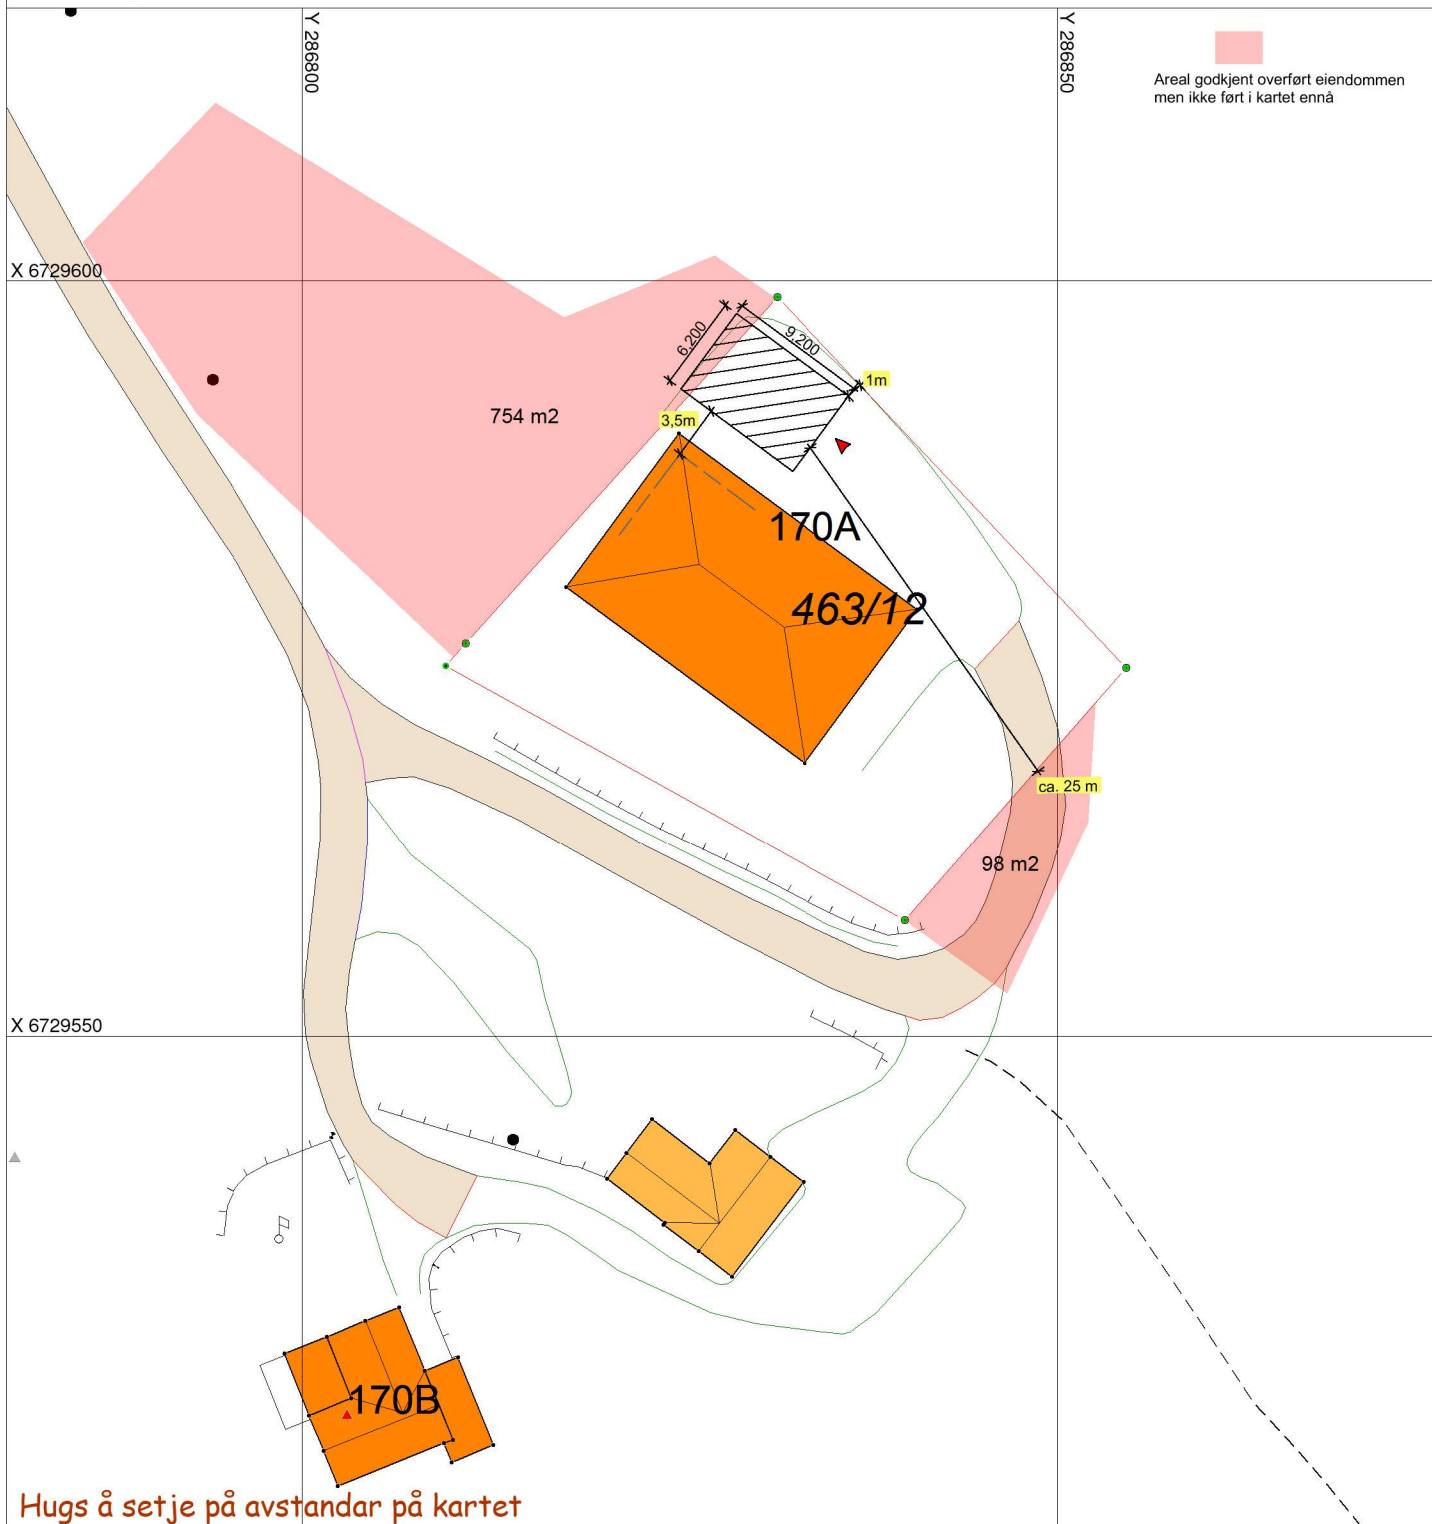 Y 286800
Y 286850
Areal godkjent overført eiendommen
men ikke ført i kartet ennå
X 6729600
6,200
9,200
1m
754 m2
3,5m
170A
463/12
ca. 25 m
98 m2
X 6729550
170B
Hugs å setje på avstandar på kartet